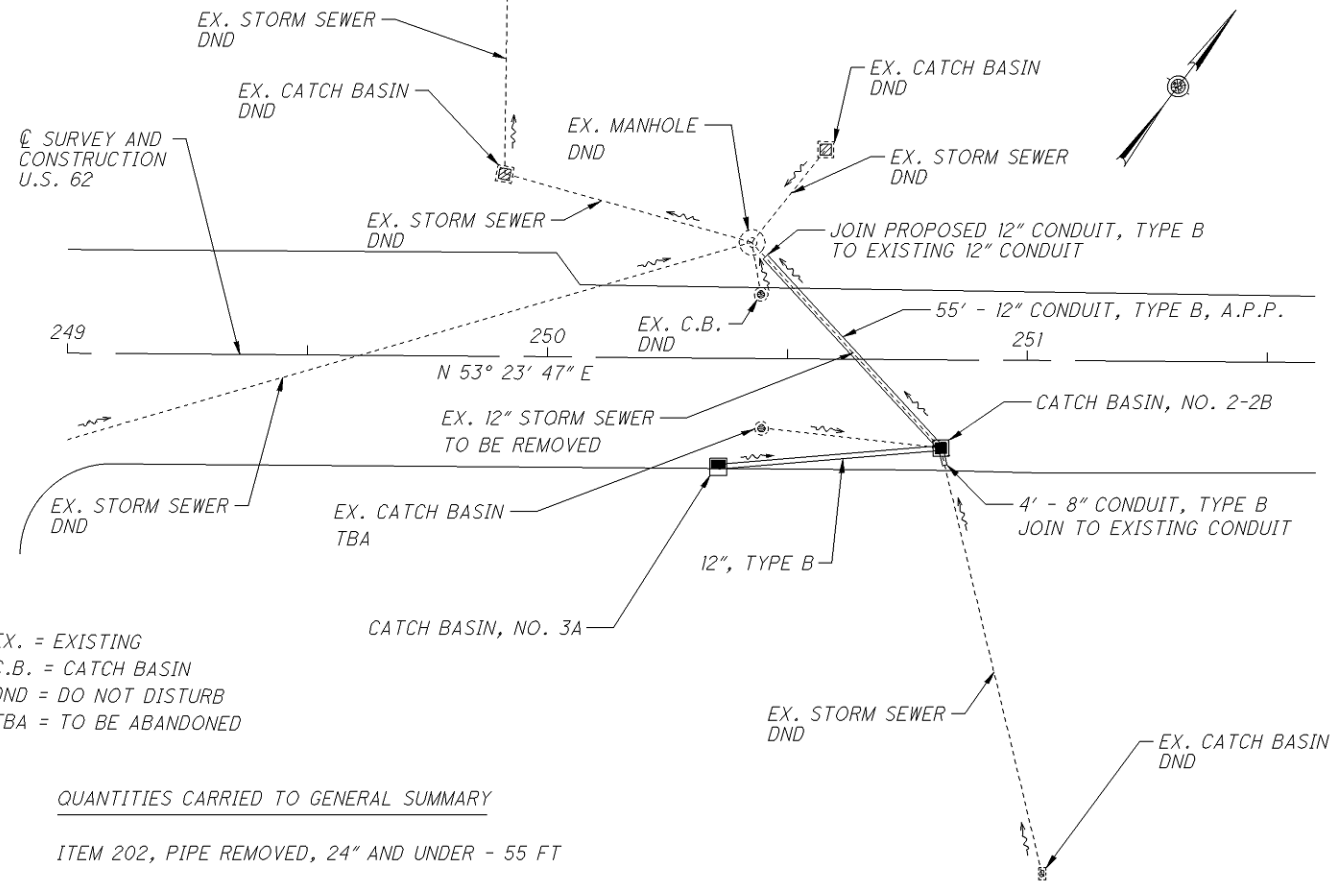 EX. STORM SEWER
DND
EX. CATCH BASIN
DND
EX. CATCH BASIN
DND
EX. MANHOLE
DND
℄ SURVEY AND
CONSTRUCTION
U.S. 62
EX. STORM SEWER
DND
EX. STORM SEWER
DND
JOIN PROPOSED 12" CONDUIT, TYPE B
TO EXISTING 12" CONDUIT
55' - 12" CONDUIT, TYPE B, A.P.P.
EX. C.B.
DND
249
250
251
N 53° 23' 47" E
EX. 12" STORM SEWER
TO BE REMOVED
CATCH BASIN, NO. 2-2B
EX. STORM SEWER
DND
EX. CATCH BASIN
TBA
4' - 8" CONDUIT, TYPE B
JOIN TO EXISTING CONDUIT
12", TYPE B
CATCH BASIN, NO. 3A
EX. = EXISTING
C.B. = CATCH BASIN
DND = DO NOT DISTURB
TBA = TO BE ABANDONED
EX. STORM SEWER
DND
EX. CATCH BASIN
DND
QUANTITIES CARRIED TO GENERAL SUMMARY
ITEM 202, PIPE REMOVED, 24" AND UNDER - 55 FT